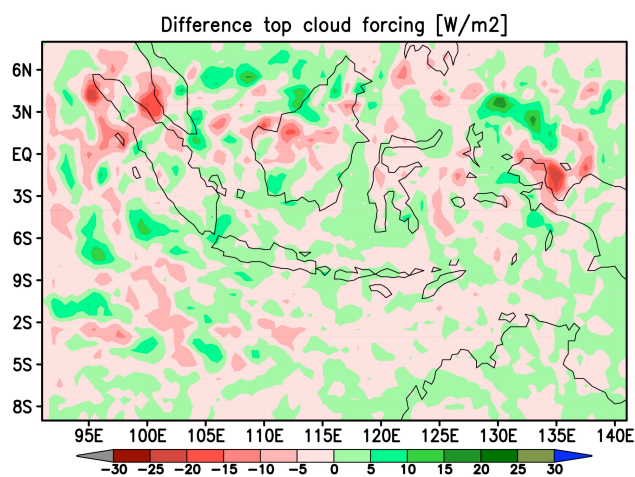 Difference top cloud forcing [W/m2]
6N
3N
EQ
3S
6S
9S
2S
5S
8S
95E 100E 105E 110E 115E 120E 125E 130E 135E 140E
−30 −25 −20 −15 −10 −5 0 5 10 15 20 25 30